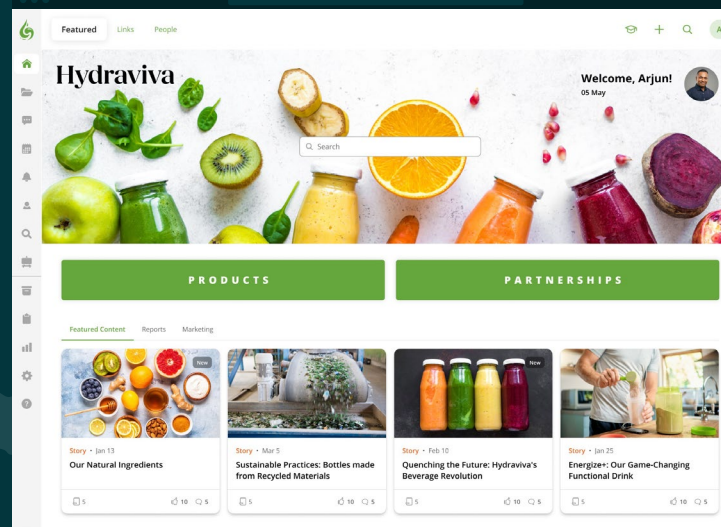 Featured Links People
A
Hydraviva
Welcome, Arjun!
05 May
Search
PRODUCTS PARTNERSHIPS
Featured Content Reports Marketing
New
New
Story • Jan 13
Our Natural Ingredients
5 10 5
Story • Mar 5
Sustainable Practices: Bottles made
from Recycled Materials
5 10 5
Story • Feb 10
Quenching the Future: Hydraviva's
Beverage Revolution
5 10 5
Story • Jan 25
Energize+: Our Game-Changing
Functional Drink
5 10 5